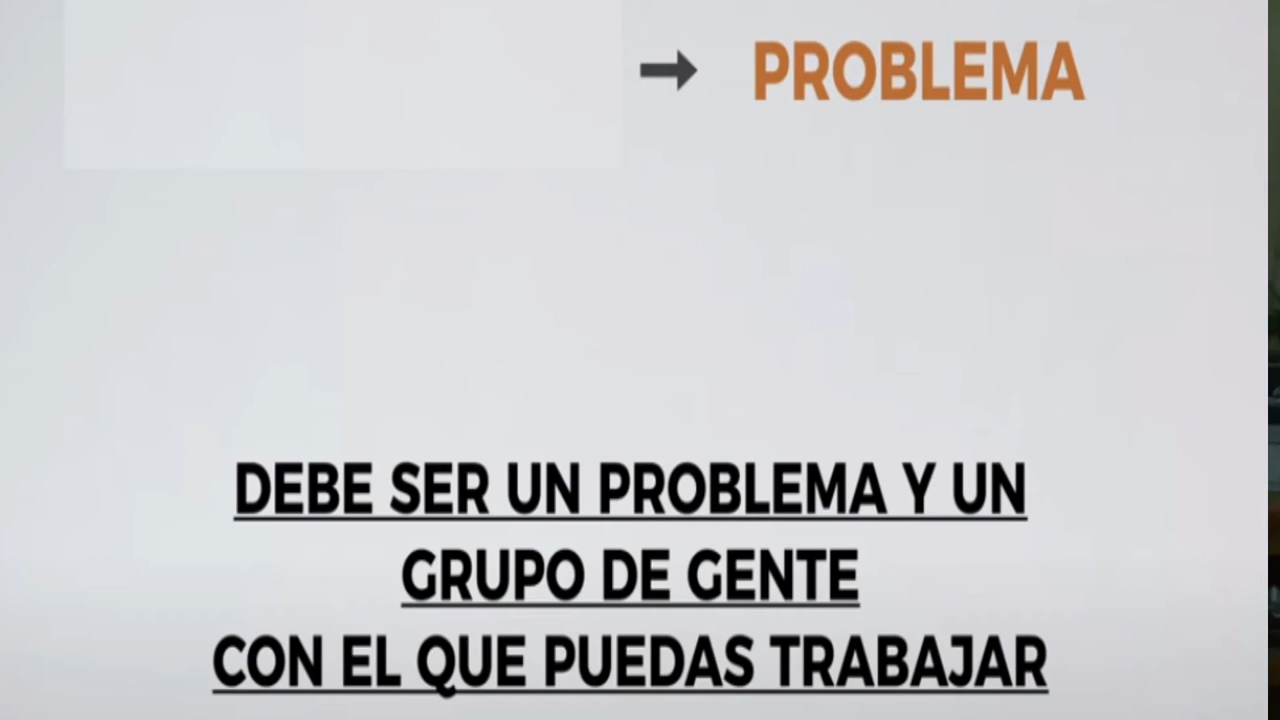 PROBLEMA
DEBE SER UN PROBLEMA Y UN
GRUPO DE GENTE
CON EL QUE PUEDAS TRABAJAR